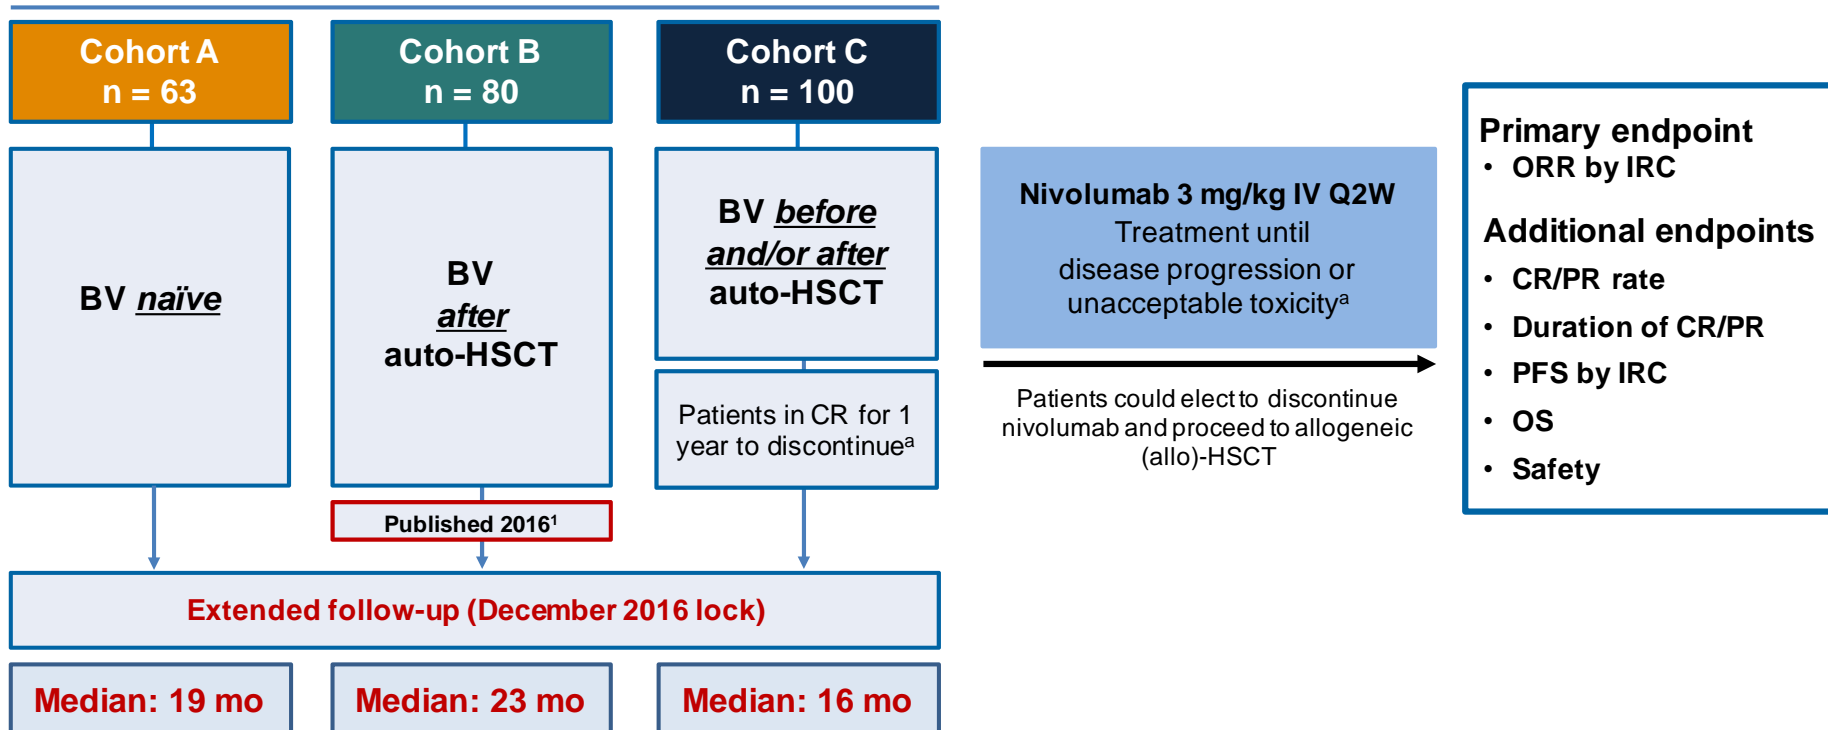 Cohort A
n = 63
Cohort B
n = 80
Cohort C
n = 100
BV naïve
BV
after
auto-HSCT
BV before
and/or after
auto-HSCT
Patients in CR for 1
year to discontinueᵃ
Published 2016¹
Extended follow-up (December 2016 lock)
Median: 19 mo
Median: 23 mo
Median: 16 mo
Nivolumab 3 mg/kg IV Q2W
Treatment until
disease progression or
unacceptable toxicityᵃ
Patients could elect to discontinue
nivolumab and proceed to allogeneic
(allo)-HSCT
Primary endpoint
• ORR by IRC
Additional endpoints
• CR/PR rate
• Duration of CR/PR
• PFS by IRC
• OS
• Safety